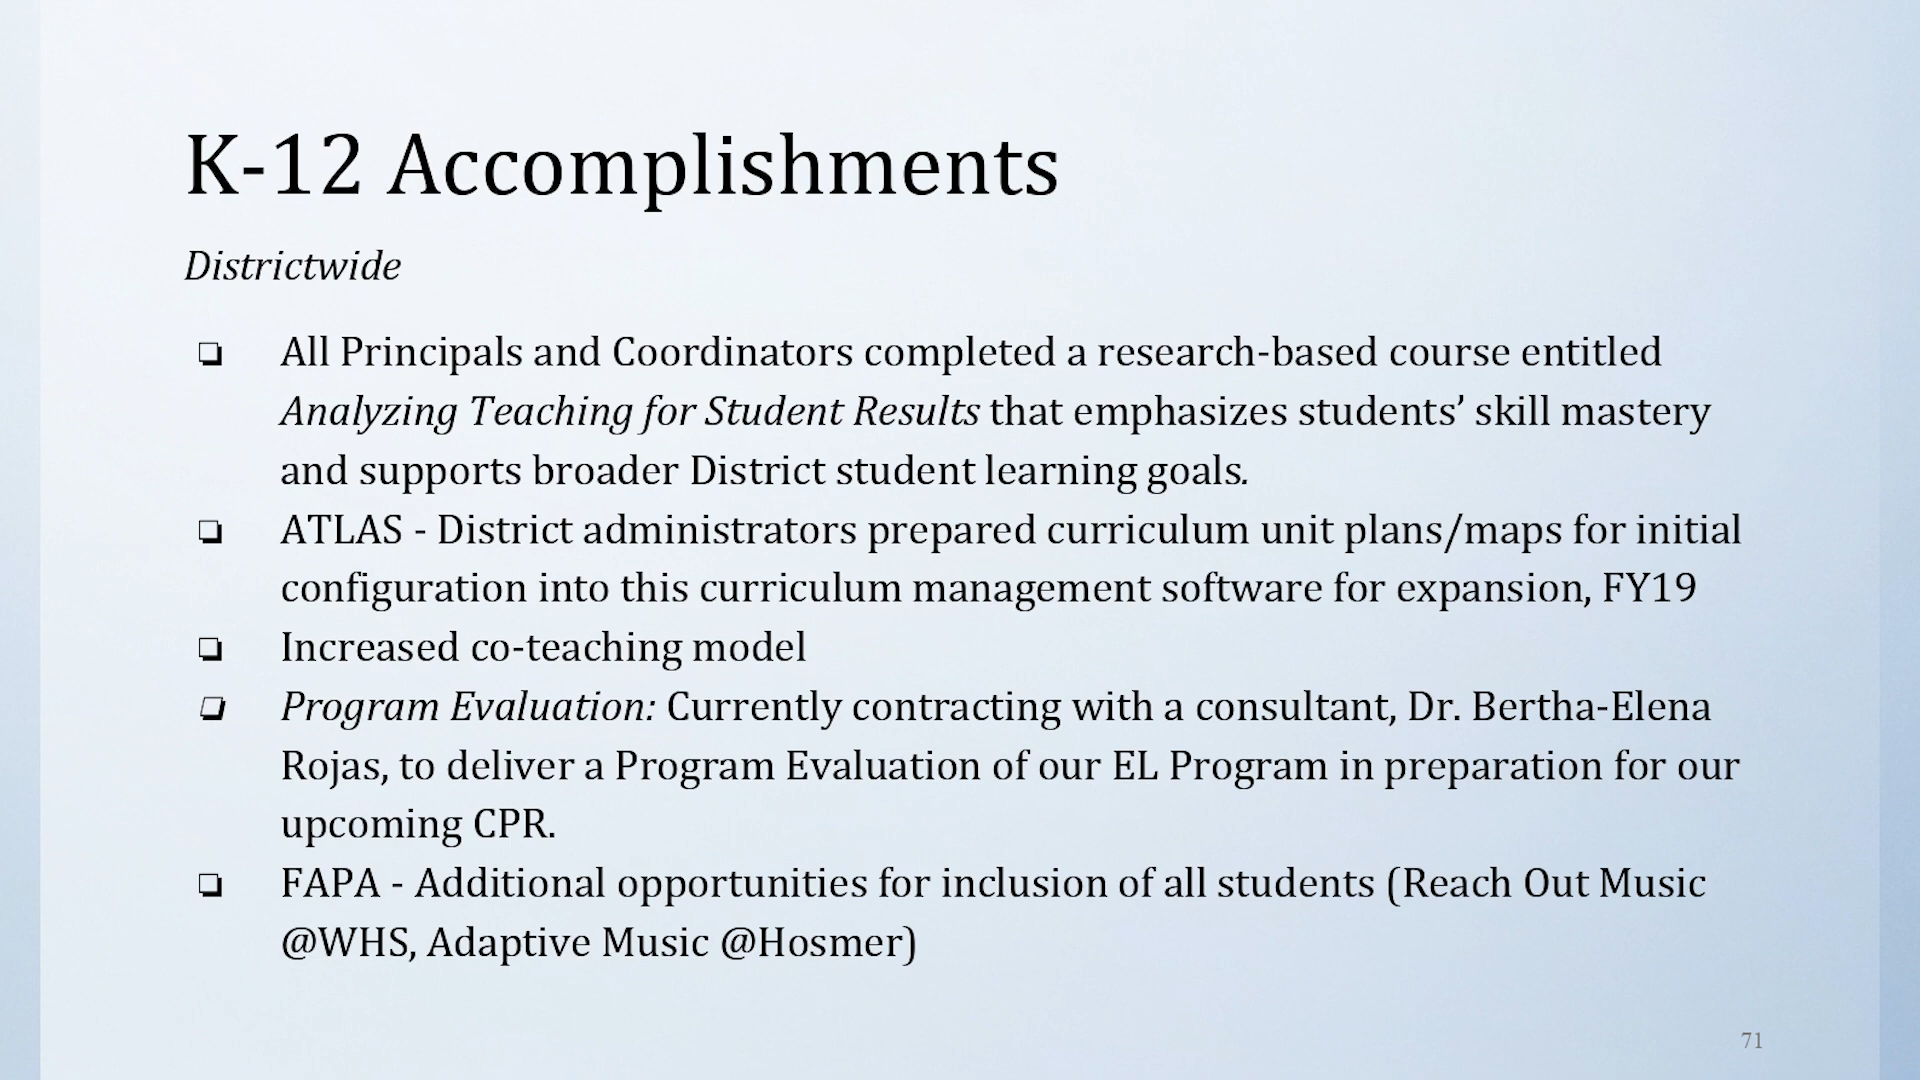 K-12 Accomplishments
Districtwide
❏ All Principals and Coordinators completed a research-based course entitled
Analyzing Teaching for Student Results that emphasizes students’ skill mastery
and supports broader District student learning goals.
❏ ATLAS - District administrators prepared curriculum unit plans/maps for initial
configuration into this curriculum management software for expansion, FY19
❏ Increased co-teaching model
❏ Program Evaluation: Currently contracting with a consultant, Dr. Bertha-Elena
Rojas, to deliver a Program Evaluation of our EL Program in preparation for our
upcoming CPR.
❏ FAPA - Additional opportunities for inclusion of all students (Reach Out Music
@WHS, Adaptive Music @Hosmer)
71